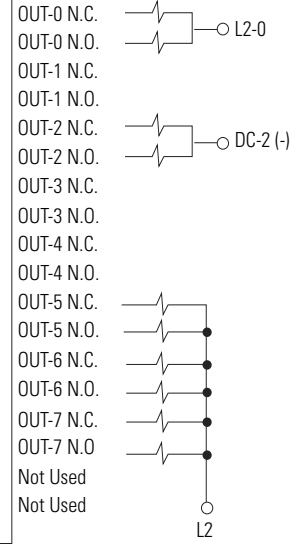 OUT-0 N.C.
OUT-0 N.O.
L2-0
OUT-1 N.C.
OUT-1 N.O.
OUT-2 N.C.
OUT-2 N.O.
DC-2 (-)
OUT-3 N.C.
OUT-3 N.O.
OUT-4 N.C.
OUT-4 N.O.
OUT-5 N.C.
OUT-5 N.O.
OUT-6 N.C.
OUT-6 N.O.
OUT-7 N.C.
OUT-7 N.O
Not Used
Not Used
L2